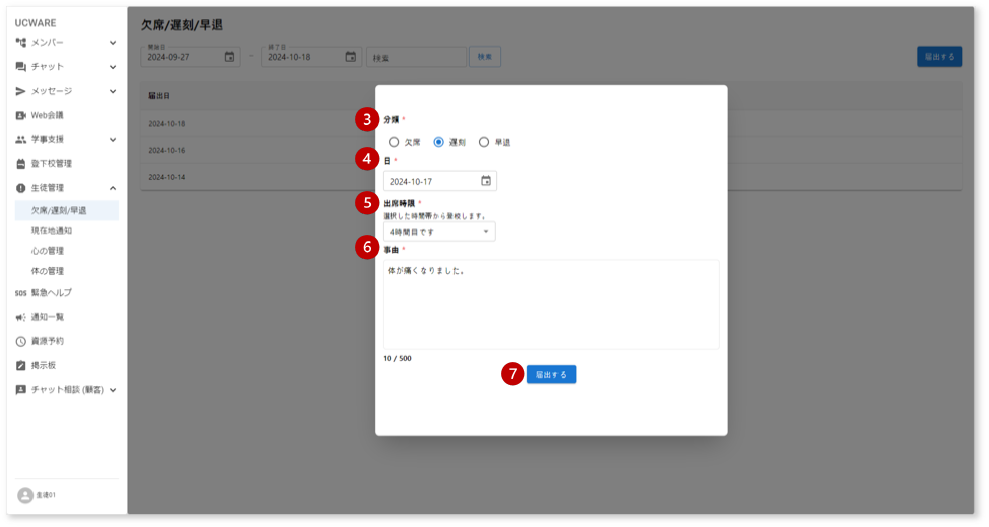 UCWARE
メンバー
チャット
メッセージ
Web会議
学事支援
登下校管理
生徒管理
欠席/遅刻/早退
現在地通知
心の管理
体の管理
SOS 緊急ヘルプ
通知一覧
資源予約
掲示板
チャット相談 (顧客)
欠席/遅刻/早退
開始日
2024-09-27
~
終了日
2024-10-18
検索
検索
届出する
届出日
2024-10-18
2024-10-16
2024-10-14
3 分類 *
欠席 遅刻 早退
4 日 *
2024-10-17
5 出席時限 *
選択した時間帯から登校します。
4時間目です
6 事由 *
体が痛くなりました。
10 / 500
7 届出する